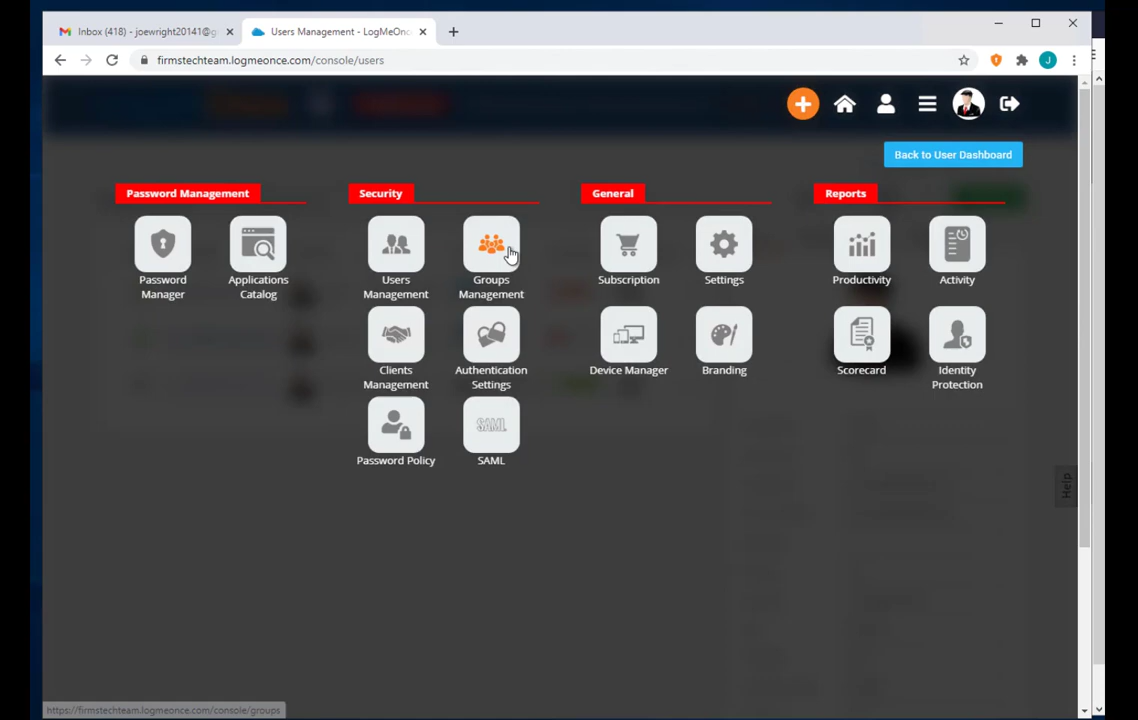 Inbox (418) - joewright20141@g
Users Management - LogMeOnc
firmstechteam.logmeonce.com/console/users
J
Back to User Dashboard
Password Management
Security
General
Reports
Password
Manager
Applications
Catalog
Users
Management
Groups
Management
Subscription
Settings
Productivity
Activity
Clients
Management
Authentication
Settings
Device Manager
Branding
Scorecard
Identity
Protection
Password Policy
SAML
SAML
Help
https://firmstechteam.logmeonce.com/console/groups